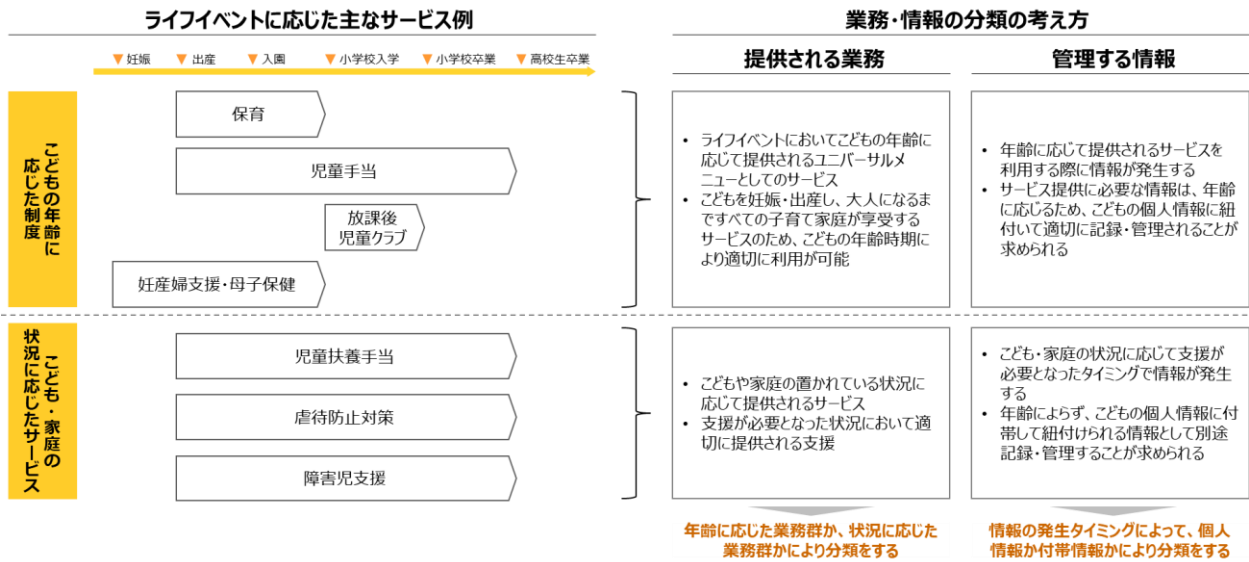 ライフイベントに応じた主なサービス例
業務・情報の分類の考え方
提供される業務
管理する情報
▼ 妊娠
▼ 出産
▼ 入園
▼ 小学校入学
▼ 小学校卒業
▼ 高校生卒業
こどもの年齢に
応じた制度
保育
児童手当
放課後
児童クラブ
妊産婦支援・母子保健
• ライフイベントにおいてこどもの年齢に
応じて提供されるユニバーサルメ
ニューとしてのサービス
• こどもを妊娠・出産し、大人になるま
ですべての子育て家庭が享受する
サービスのため、こどもの年齢時期に
より適切に利用が可能
• 年齢に応じて提供されるサービスを
利用する際に情報が発生する
• サービス提供に必要な情報は、年齢
に応じるため、こどもの個人情報に紐
付いて適切に記録・管理されることが
求められる
こども・家庭の
状況に応じたサービス
児童扶養手当
虐待防止対策
障害児支援
• こどもや家庭の置かれている状況に
応じて提供されるサービス
• 支援が必要となった状況において適
切に提供される支援
• こども・家庭の状況に応じて支援が
必要となったタイミングで情報が発生
する
• 年齢によらず、こどもの個人情報に付
帯して紐付けられる情報として別途
記録・管理することが求められる
年齢に応じた業務群か、状況に応じた
業務群かにより分類をする
情報の発生タイミングによって、個人
情報か付帯情報かにより分類をする